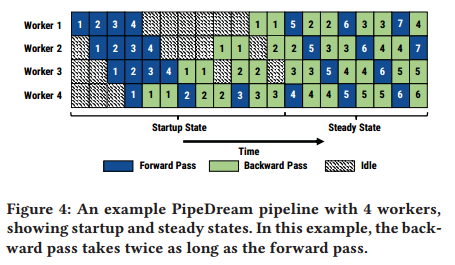 Worker 1 1 2 3 4 1 1 5 2 2 6 3 3 7 4
Worker 2 1 2 3 4 1 1 2 2 5 3 3 6 4 4 7
Worker 3 1 2 3 4 1 1 2 2 3 3 5 4 4 6 5 5
Worker 4 1 1 1 2 2 2 3 3 3 4 4 4 5 5 5 6 6
Startup State Steady State
Time
Forward Pass Backward Pass Idle
Figure 4: An example PipeDream pipeline with 4 workers,
showing startup and steady states. In this example, the back-
ward pass takes twice as long as the forward pass.